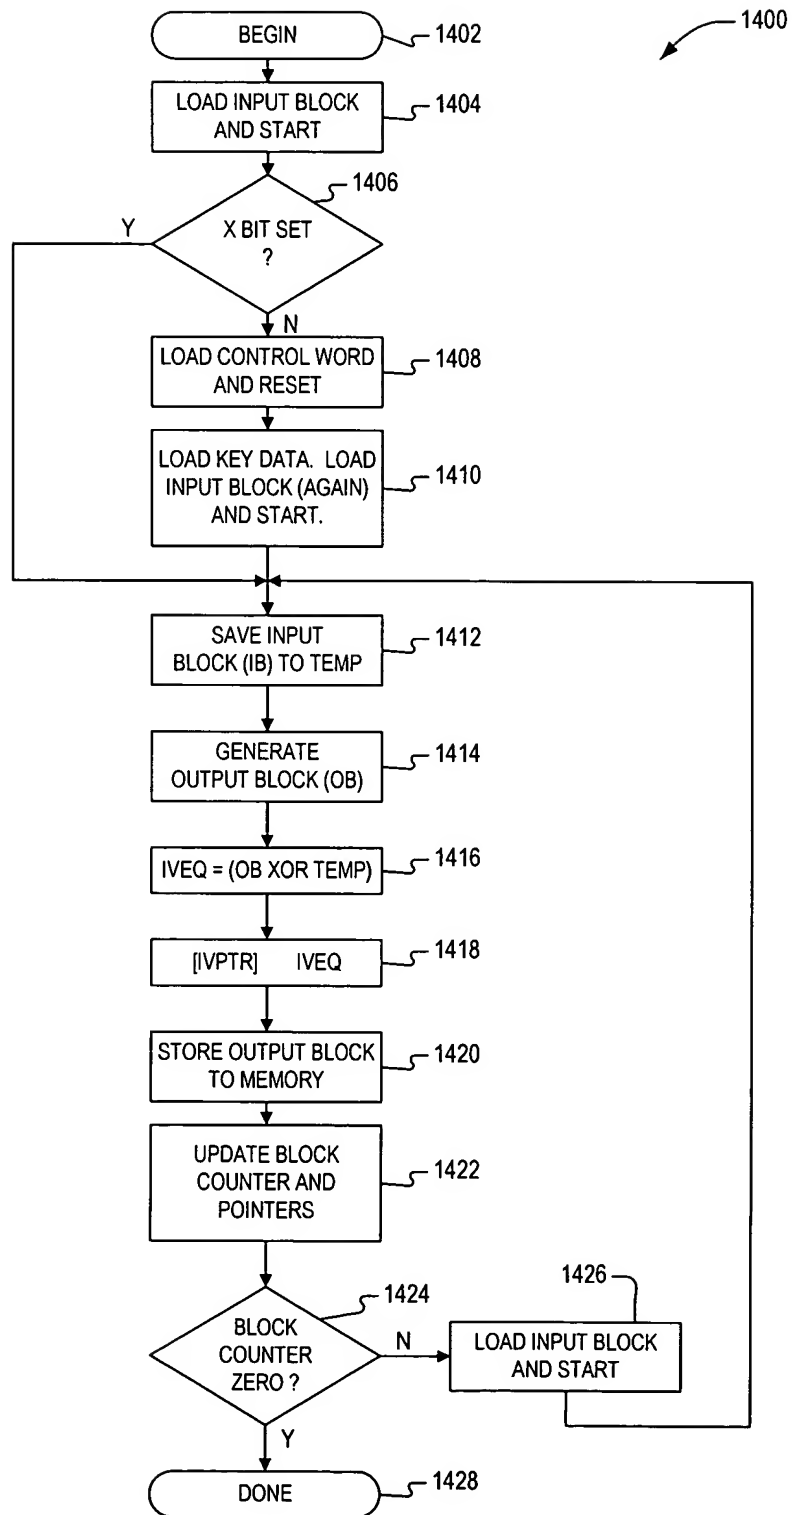 1400
BEGIN
1402
LOAD INPUT BLOCK
AND START
1404
1406
X BIT SET
?
Y
N
LOAD CONTROL WORD
AND RESET
1408
LOAD KEY DATA. LOAD
INPUT BLOCK (AGAIN)
AND START.
1410
SAVE INPUT
BLOCK (IB) TO TEMP
1412
GENERATE
OUTPUT BLOCK (OB)
1414
IVEQ = (OB XOR TEMP)
1416
[IVPTR] IVEQ
1418
STORE OUTPUT BLOCK
TO MEMORY
1420
UPDATE BLOCK
COUNTER AND
POINTERS
1422
1424
BLOCK
COUNTER
ZERO ?
N
1426
LOAD INPUT BLOCK
AND START
Y
DONE
1428